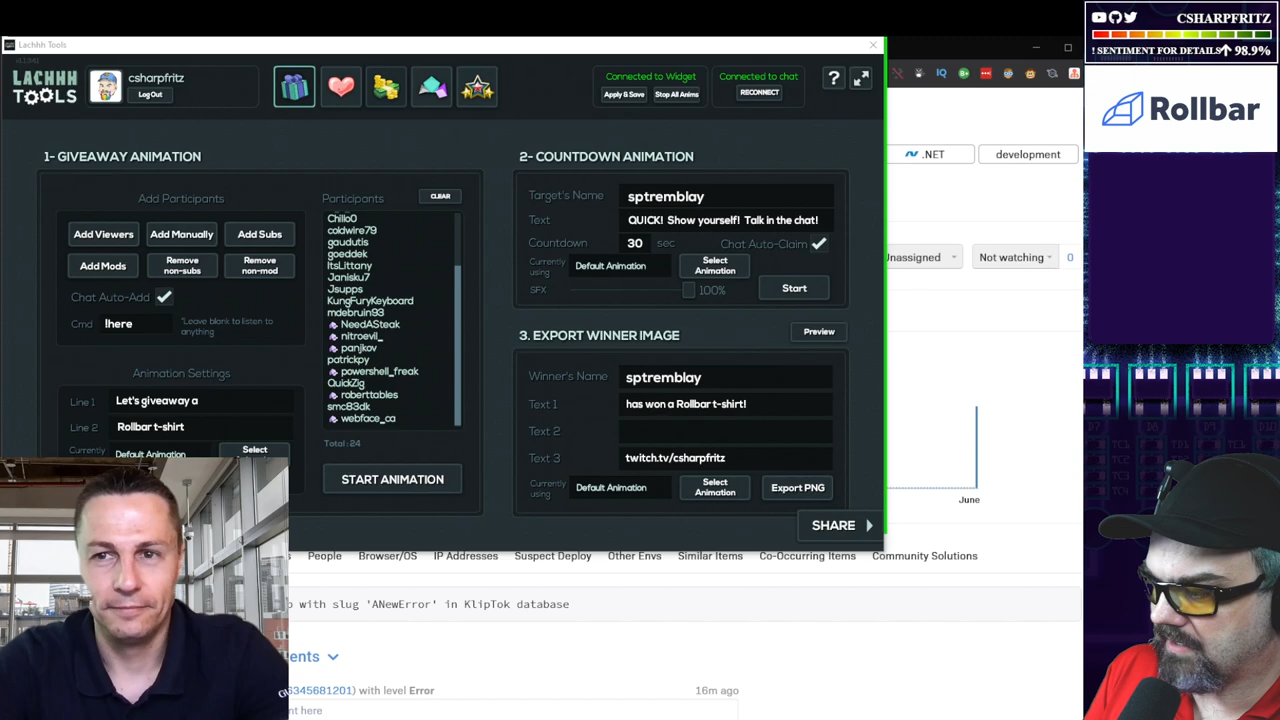 Lachhh Tools
LACHHH TOOLS
csharpfritz
Log Out
Connected to Widget
Apply & Save
Stop All Anims
Connected to chat
RECONNECT
?
1- GIVEAWAY ANIMATION
Add Participants
Add Viewers
Add Manually
Add Subs
Add Mods
Remove non-subs
Remove non-mod
Chat Auto-Add
Cmd
!here
*Leave blank to listen to anything
Animation Settings
Line 1
Let's giveaway a
Line 2
Rollbar t-shirt
Currently
Default Animation
Select
Participants
CLEAR
Chillo0
coldwire79
gaudutis
goeddek
ItsLittany
Janisku7
Jsupps
KungFuryKeyboard
mdebruin93
NeedASteak
nitroevil_
panjkov
patrickpy
powershell_freak
QuickZig
roberttables
smc83dk
webface_ca
Total : 24
START ANIMATION
2- COUNTDOWN ANIMATION
Target's Name
sptremblay
Text
QUICK! Show yourself! Talk in the chat!
Countdown
30
sec
Chat Auto-Claim
Currently using
Default Animation
Select Animation
SFX
100%
Start
3. EXPORT WINNER IMAGE
Preview
Winner's Name
sptremblay
Text 1
has won a Rollbar t-shirt!
Text 2
Text 3
twitch.tv/csharpfritz
Currently using
Default Animation
Select Animation
Export PNG
SHARE
.NET
development
Unassigned
Not watching
0
June
People
Browser/OS
IP Addresses
Suspect Deploy
Other Envs
Similar Items
Co-Occurring Items
Community Solutions
with slug 'ANewError' in KlipTok database
6345681201) with level Error
16m ago
nt here
CSHARPFRITZ
! SENTIMENT FOR DETAILS
98.9%
Rollbar